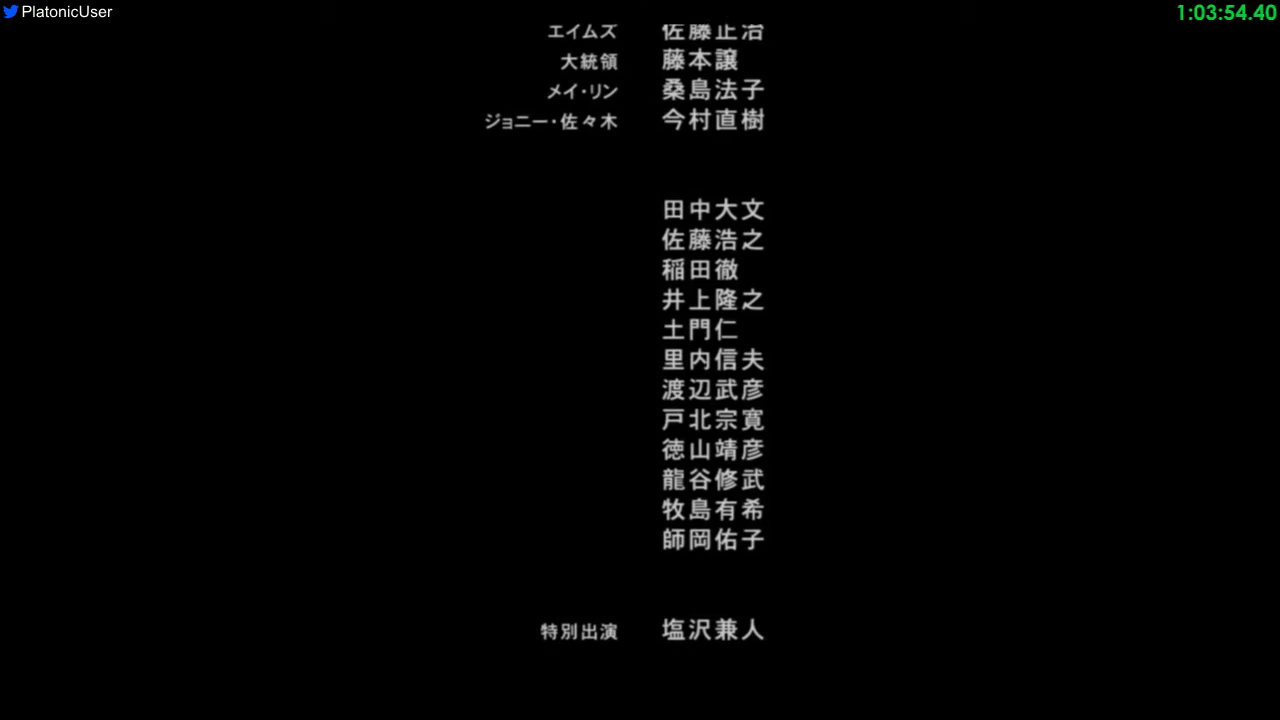 PlatonicUser
1:03:54.40
エイムズ 佐藤正治
大統領 藤本譲
メイ・リン 桑島法子
ジョニー・佐々木 今村直樹
田中大文
佐藤浩之
稲田徹
井上隆之
土門仁
里内信夫
渡辺武彦
戸北宗寛
徳山靖彦
龍谷修武
牧島有希
師岡佑子
特別出演 塩沢兼人